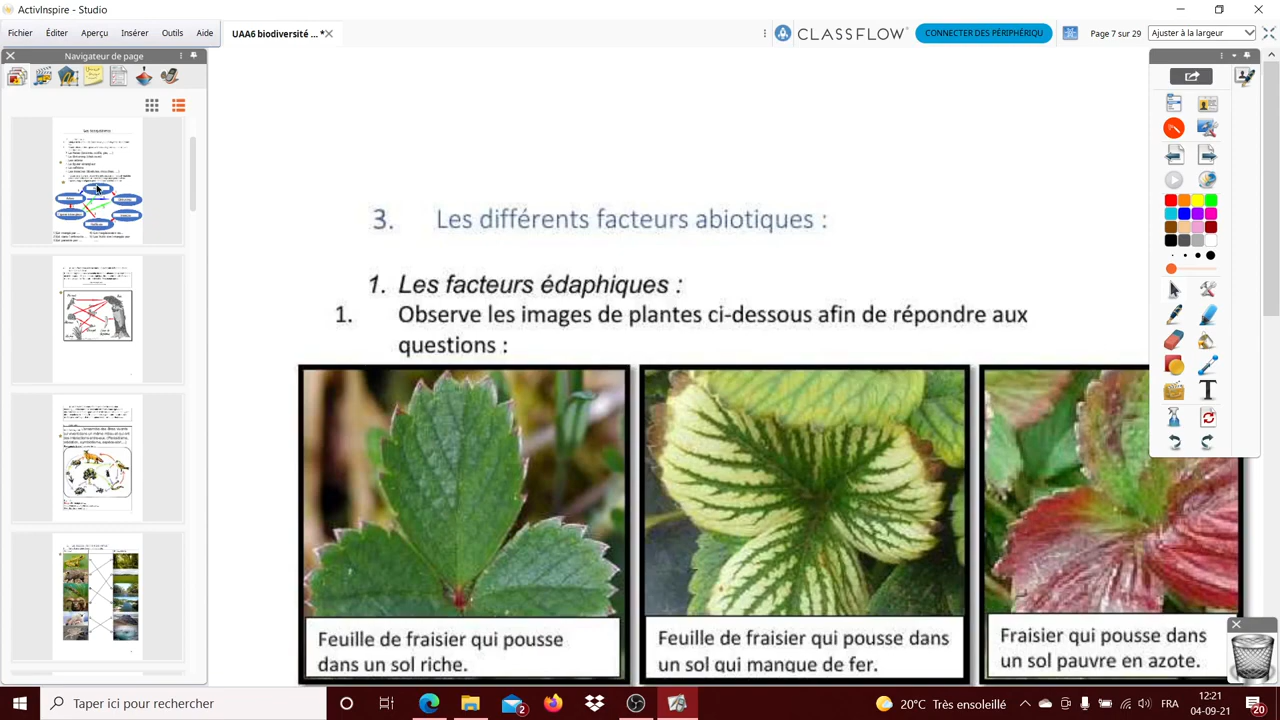 ActivInspire - Studio
Fichier Éditer Aperçu Insérer Outils Aide
UAA6 biodiversité ... *
CLASSFLOW
CONNECTER DES PÉRIPHÉRIQU
Page 7 sur 29
Ajuster à la largeur
Navigateur de page
3. Les différents facteurs abiotiques :
1. Les facteurs édaphiques :
1. Observe les images de plantes ci-dessous afin de répondre aux
questions :
Feuille de fraisier qui pousse
dans un sol riche.
Feuille de fraisier qui pousse dans
un sol qui manque de fer.
Fraisier qui pousse dans
un sol pauvre en azote.
T
Taper ici pour rechercher
2
20°C Très ensoleillé
FRA
12:21
04-09-21
20